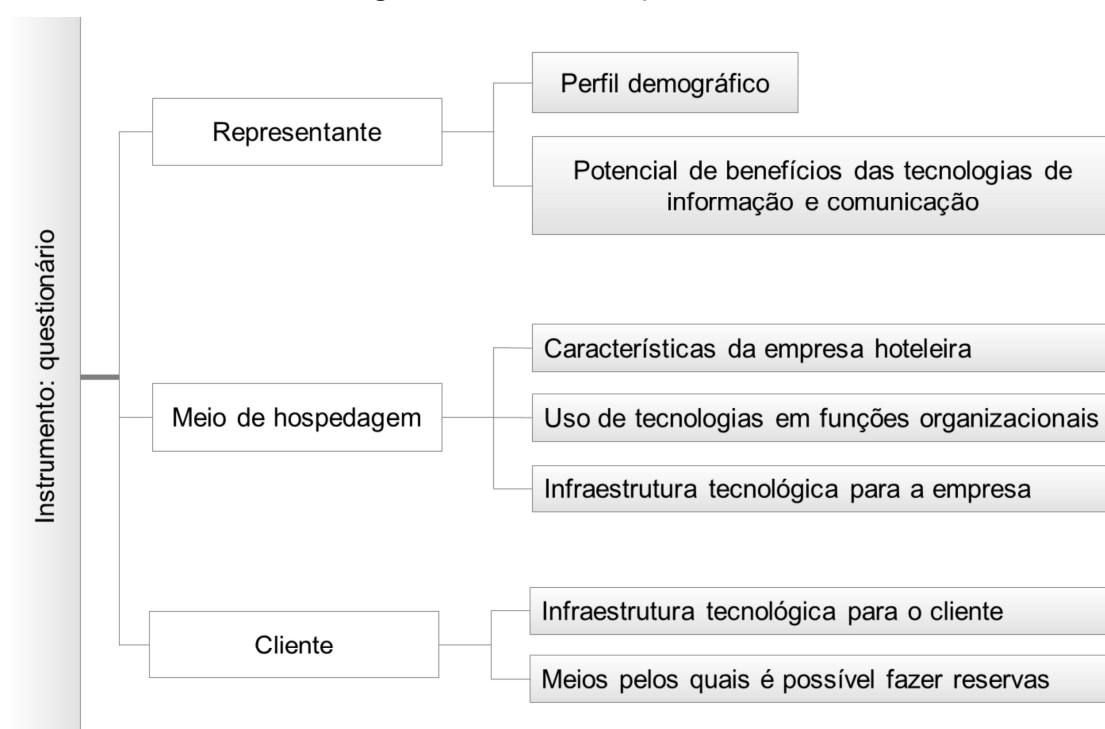 Instrumento: questionário
Representante
Perfil demográfico
Potencial de benefícios das tecnologias de
informação e comunicação
Meio de hospedagem
Características da empresa hoteleira
Uso de tecnologias em funções organizacionais
Infraestrutura tecnológica para a empresa
Cliente
Infraestrutura tecnológica para o cliente
Meios pelos quais é possível fazer reservas